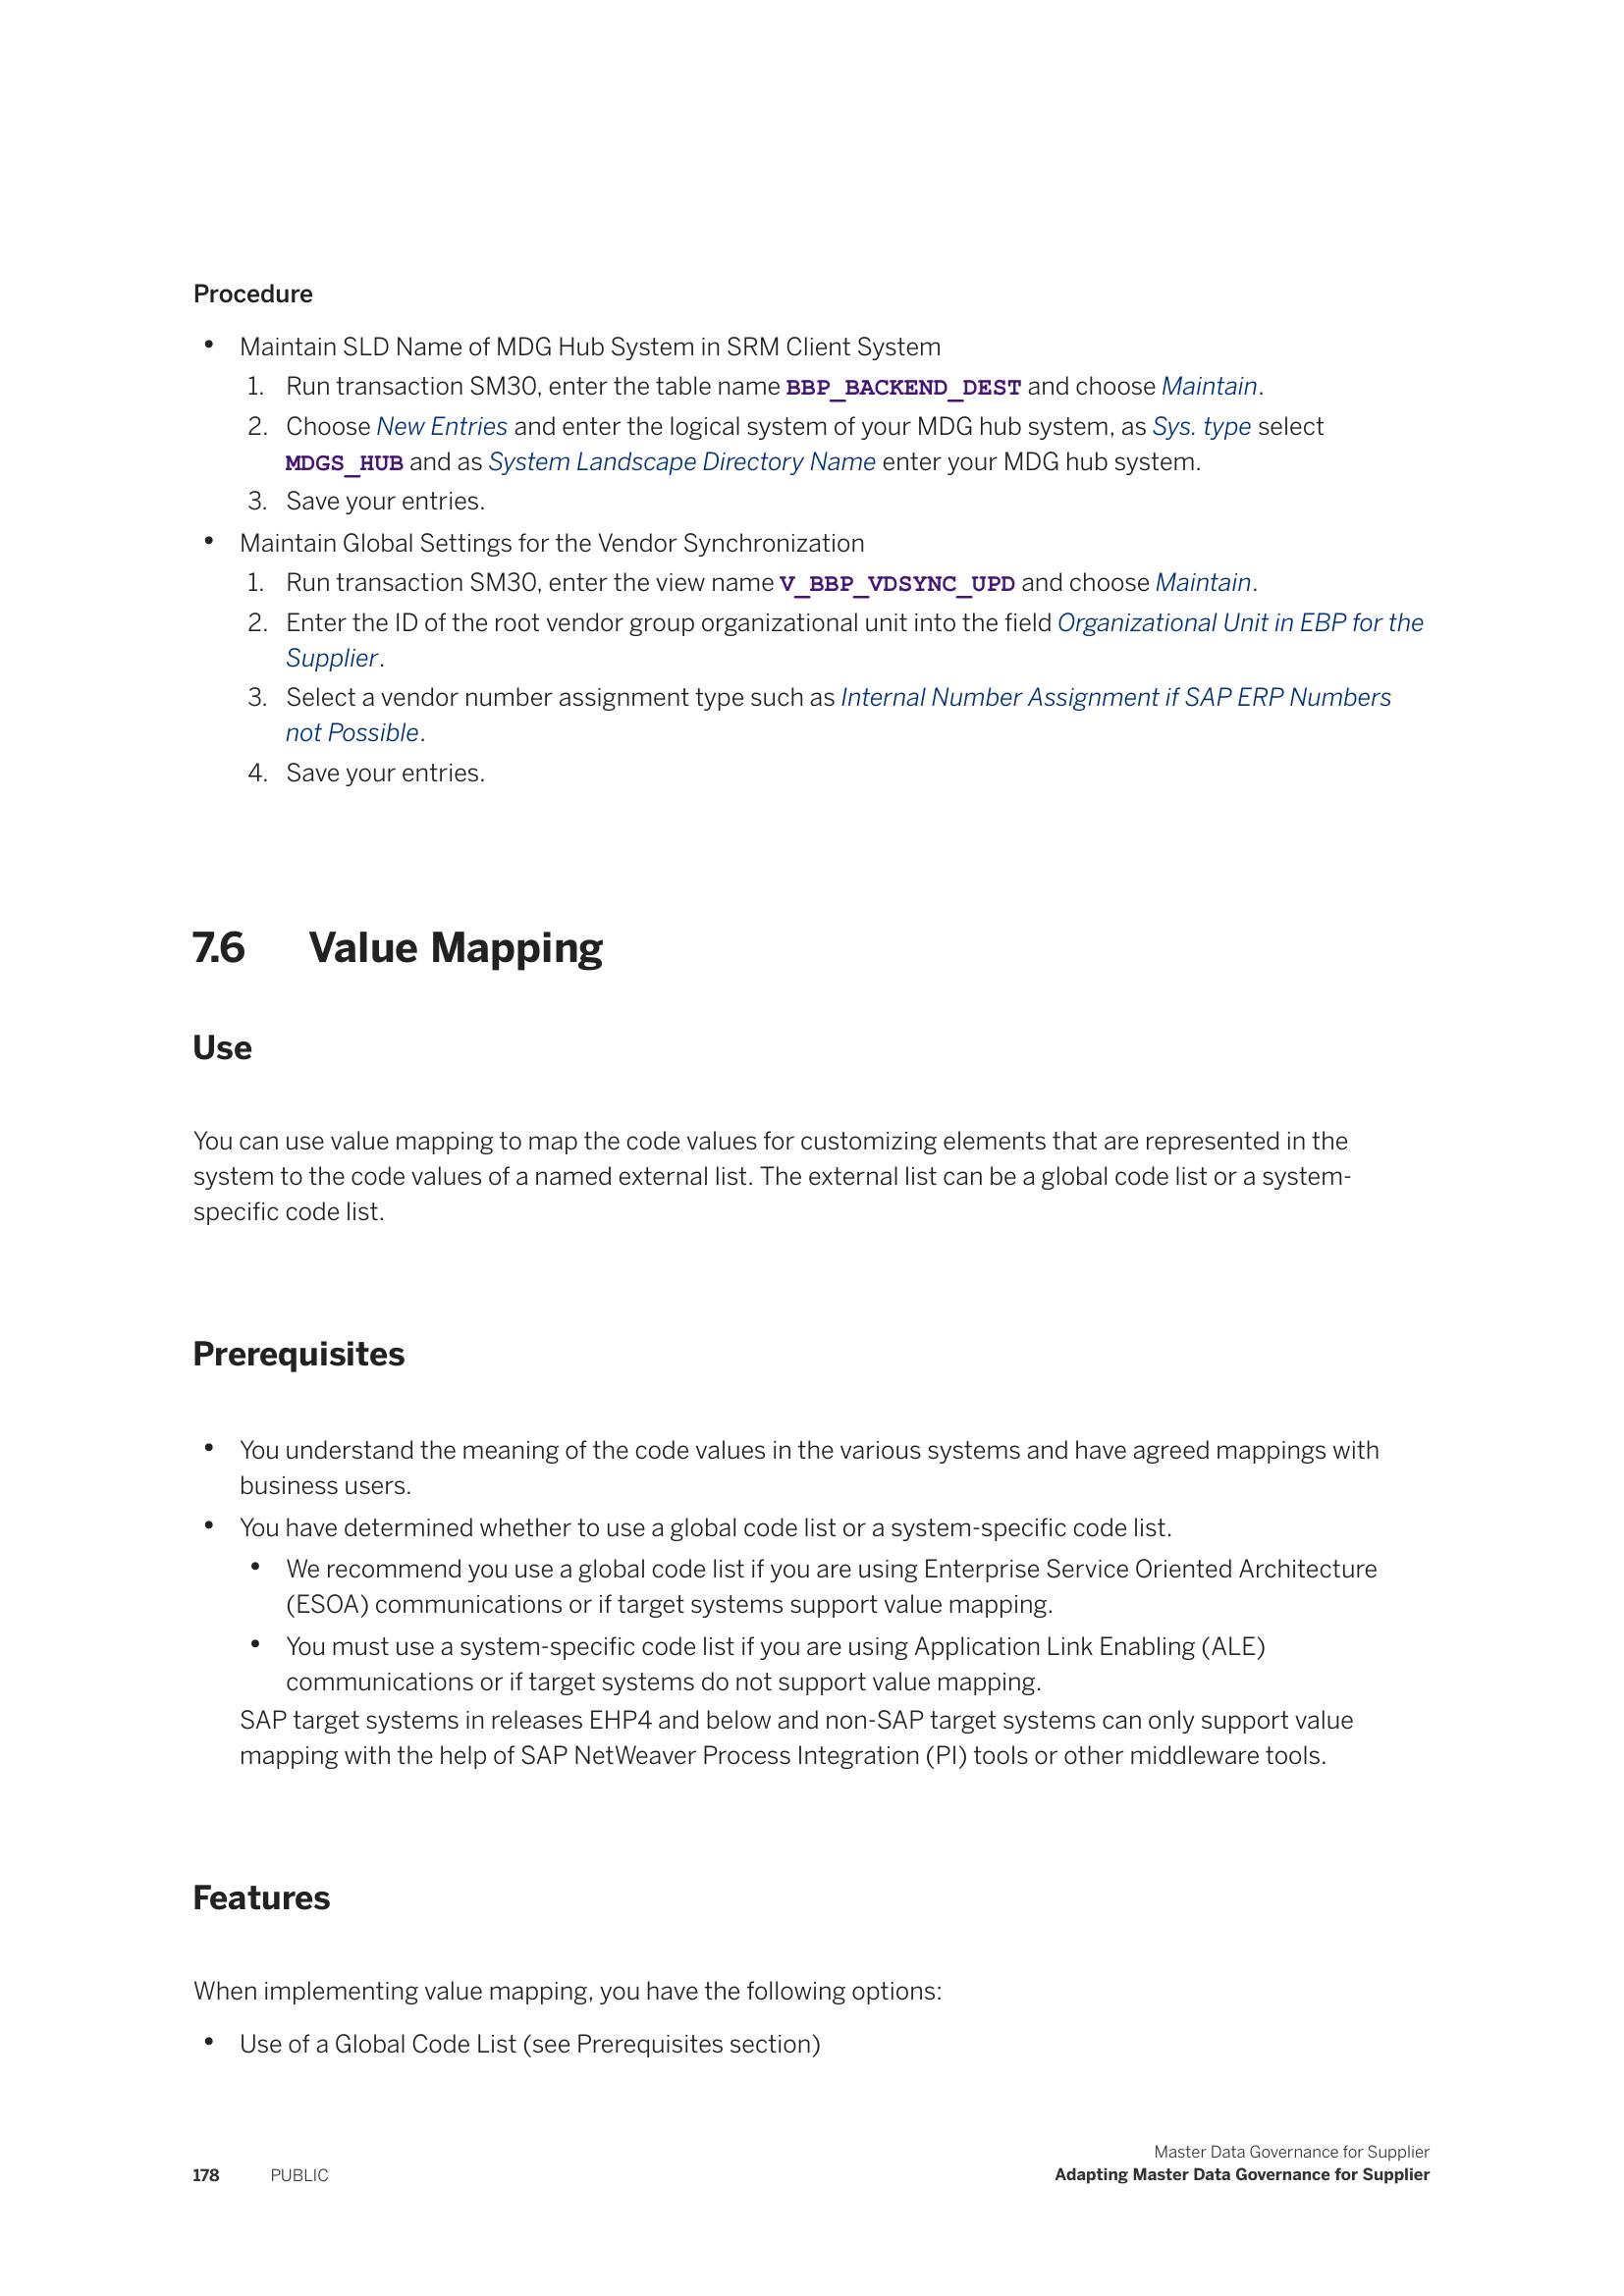 Procedure
• Maintain SLD Name of MDG Hub System in SRM Client System
1. Run transaction SM30, enter the table name BBP_BACKEND_DEST and choose Maintain.
2. Choose New Entries and enter the logical system of your MDG hub system, as Sys. type select
MDGS_HUB and as System Landscape Directory Name enter your MDG hub system.
3. Save your entries.
• Maintain Global Settings for the Vendor Synchronization
1. Run transaction SM30, enter the view name V_BBP_VDSYNC_UPD and choose Maintain.
2. Enter the ID of the root vendor group organizational unit into the field Organizational Unit in EBP for the
Supplier.
3. Select a vendor number assignment type such as Internal Number Assignment if SAP ERP Numbers
not Possible.
4. Save your entries.
7.6 Value Mapping
Use
You can use value mapping to map the code values for customizing elements that are represented in the
system to the code values of a named external list. The external list can be a global code list or a system-
specific code list.
Prerequisites
• You understand the meaning of the code values in the various systems and have agreed mappings with
business users.
• You have determined whether to use a global code list or a system-specific code list.
• We recommend you use a global code list if you are using Enterprise Service Oriented Architecture
(ESOA) communications or if target systems support value mapping.
• You must use a system-specific code list if you are using Application Link Enabling (ALE)
communications or if target systems do not support value mapping.
SAP target systems in releases EHP4 and below and non-SAP target systems can only support value
mapping with the help of SAP NetWeaver Process Integration (PI) tools or other middleware tools.
Features
When implementing value mapping, you have the following options:
• Use of a Global Code List (see Prerequisites section)
Master Data Governance for Supplier
178 PUBLIC Adapting Master Data Governance for Supplier